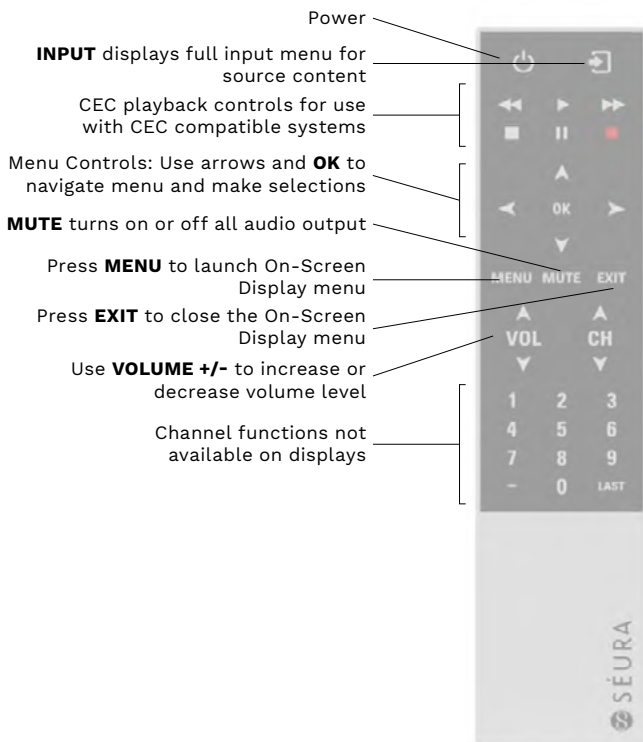 Power
INPUT displays full input menu for
source content
CEC playback controls for use
with CEC compatible systems
Menu Controls: Use arrows and OK to
navigate menu and make selections
MUTE turns on or off all audio output
Press MENU to launch On-Screen
Display menu
Press EXIT to close the On-Screen
Display menu
Use VOLUME +/- to increase or
decrease volume level
Channel functions not
available on displays
OK
MENU MUTE EXIT
VOL CH
1 2 3
4 5 6
7 8 9
- 0 LAST
SÉURA